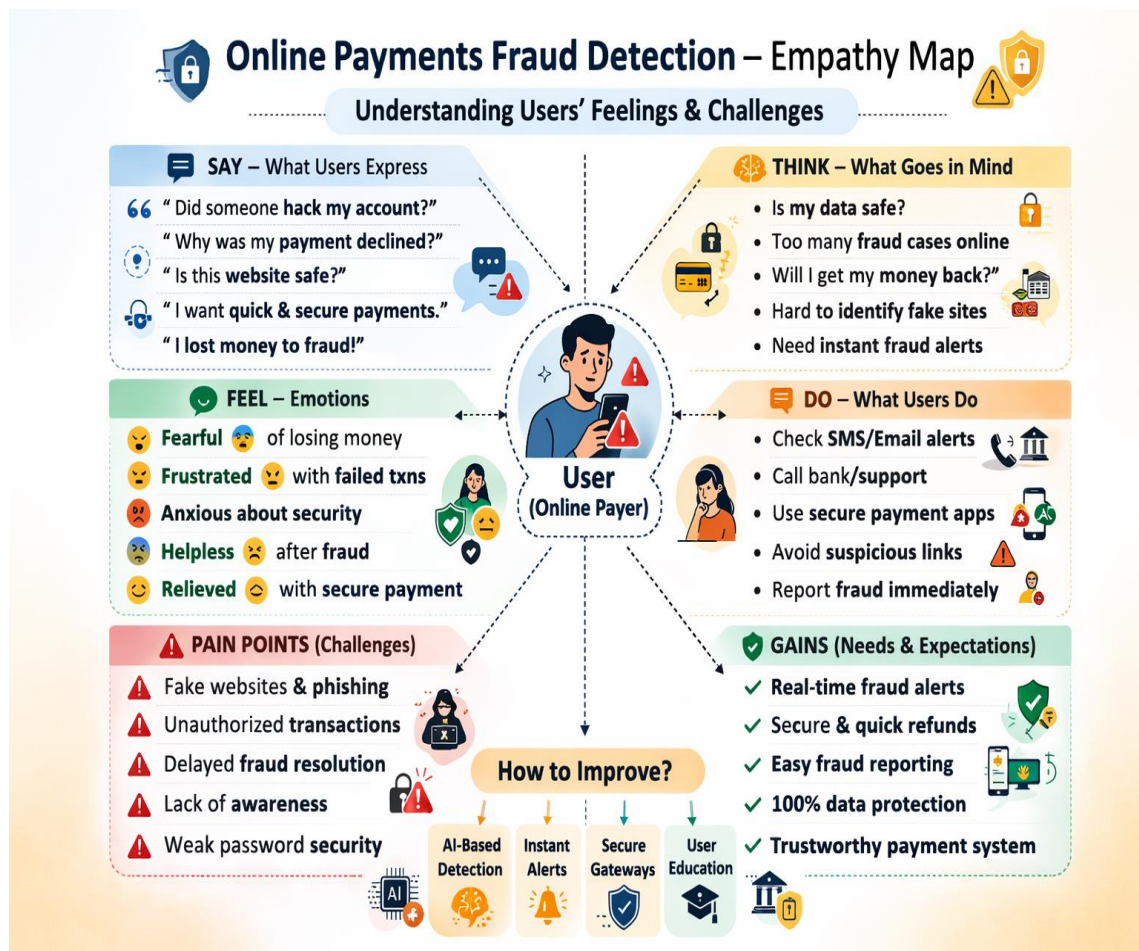 Online Payments Fraud Detection – Empathy Map
Understanding Users' Feelings & Challenges
SAY – What Users Express
“ Did someone hack my account?”
“ Why was my payment declined?”
“ Is this website safe?”
“ I want quick & secure payments.”
“ I lost money to fraud!”
THINK – What Goes in Mind
• Is my data safe?
• Too many fraud cases online
• Will I get my money back?”
• Hard to identify fake sites
• Need instant fraud alerts
FEEL – Emotions
Fearful of losing money
Frustrated with failed txns
Anxious about security
Helpless after fraud
Relieved with secure payment
User
(Online Payer)
DO – What Users Do
• Check SMS/Email alerts
• Call bank/support
• Use secure payment apps
• Avoid suspicious links
• Report fraud immediately
PAIN POINTS (Challenges)
Fake websites & phishing
Unauthorized transactions
Delayed fraud resolution
Lack of awareness
Weak password security
GAINS (Needs & Expectations)
✓ Real-time fraud alerts
✓ Secure & quick refunds
✓ Easy fraud reporting
✓ 100% data protection
✓ Trustworthy payment system
How to Improve?
AI-Based
Detection
Instant
Alerts
Secure
Gateways
User
Education
AI